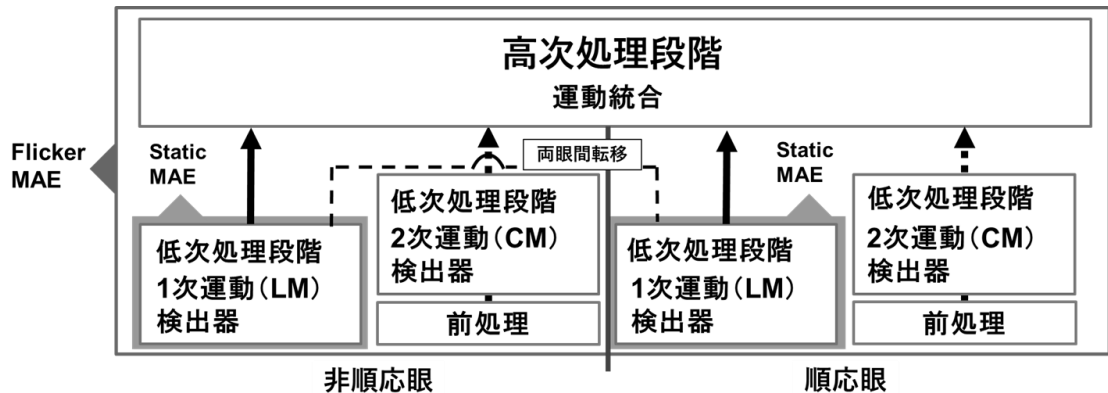 高次処理段階
運動統合
両眼間転移
Flicker
MAE
Static
MAE
低次処理段階
1次運動（LM）
検出器
低次処理段階
2次運動（CM）
検出器
前処理
Static
MAE
低次処理段階
1次運動（LM）
検出器
低次処理段階
2次運動（CM）
検出器
前処理
非順応眼
順応眼